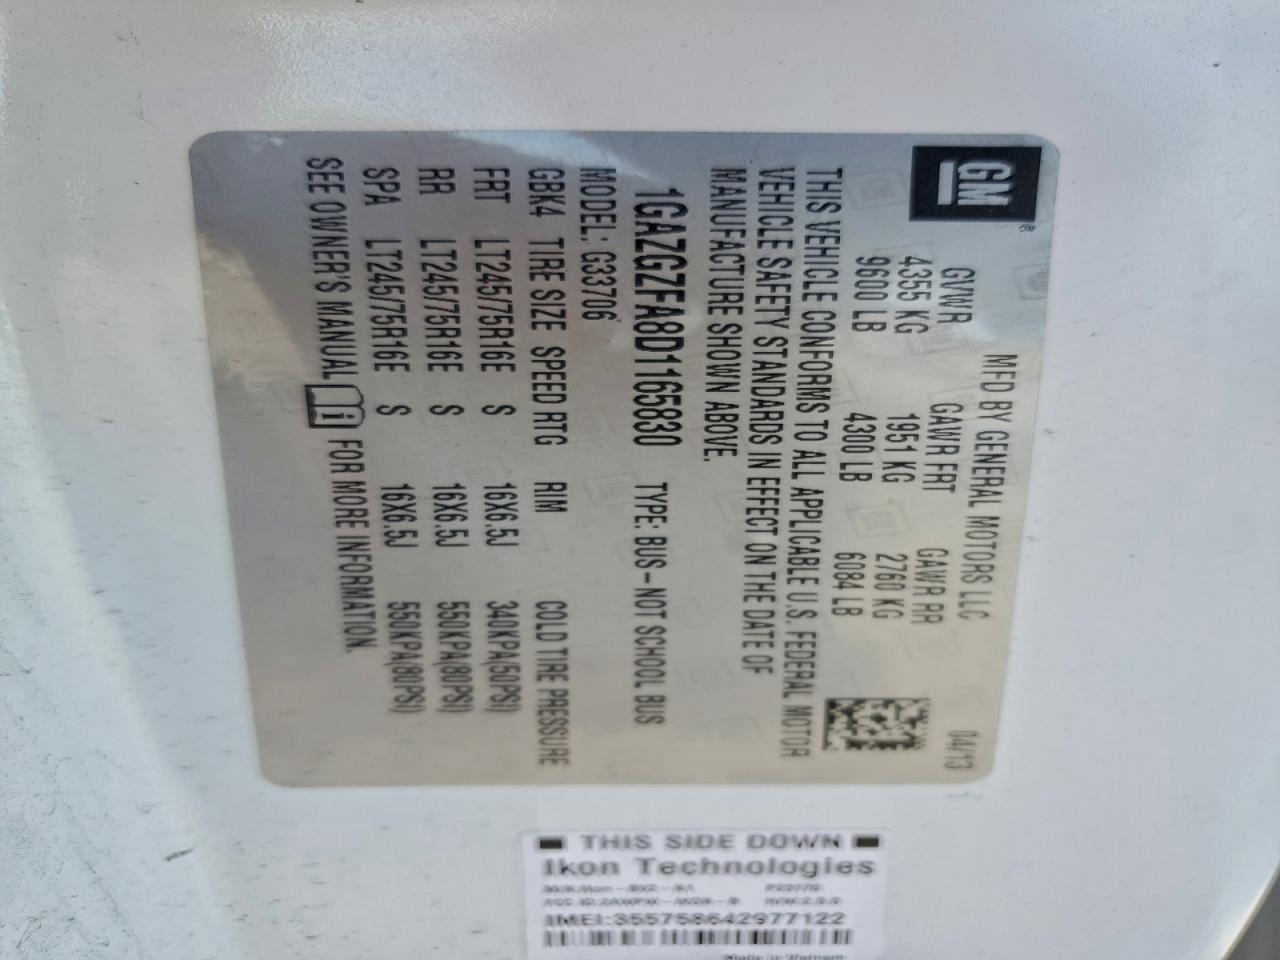 GM®
MFD BY GENERAL MOTORS LLC 04/13
GVWR GAWR FRT GAWR RR
4355 KG 1951 KG 2760 KG
9600 LB 4300 LB 6084 LB
THIS VEHICLE CONFORMS TO ALL APPLICABLE U.S. FEDERAL MOTOR
VEHICLE SAFETY STANDARDS IN EFFECT ON THE DATE OF
MANUFACTURE SHOWN ABOVE.
1GAZGZFA8D1165830 TYPE: BUS-NOT SCHOOL BUS
MODEL: G33706
GBK4 TIRE SIZE SPEED RTG RIM COLD TIRE PRESSURE
FRT LT245/75R16E S 16X6.5J 340KPA(50PSI)
RR LT245/75R16E S 16X6.5J 550KPA(80PSI)
SPA LT245/75R16E S 16X6.5J 550KPA(80PSI)
SEE OWNER'S MANUAL i FOR MORE INFORMATION.
THIS SIDE DOWN
Ikon Technologies
IMEI:355758642977122
Made in Vietnam